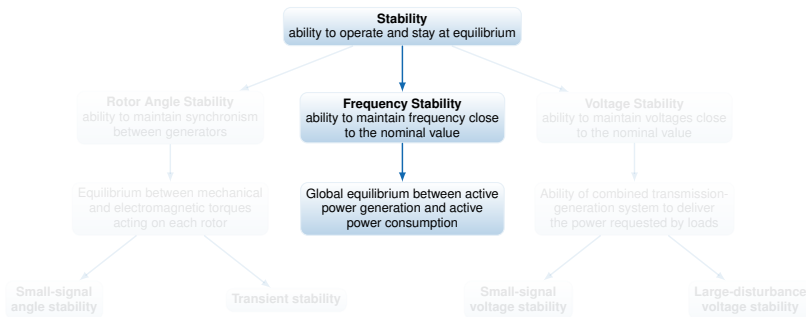 Stability
ability to operate and stay at equilibrium
Rotor Angle Stability
ability to maintain synchronism
between generators
Frequency Stability
ability to maintain frequency close
to the nominal value
Voltage Stability
ability to maintain voltages close
to the nominal value
Equilibrium between mechanical
and electromagnetic torques
acting on each rotor
Global equilibrium between active
power generation and active
power consumption
Ability of combined transmission-
generation system to deliver
the power requested by loads
Small-signal
angle stability
Transient stability
Small-signal
voltage stability
Large-disturbance
voltage stability